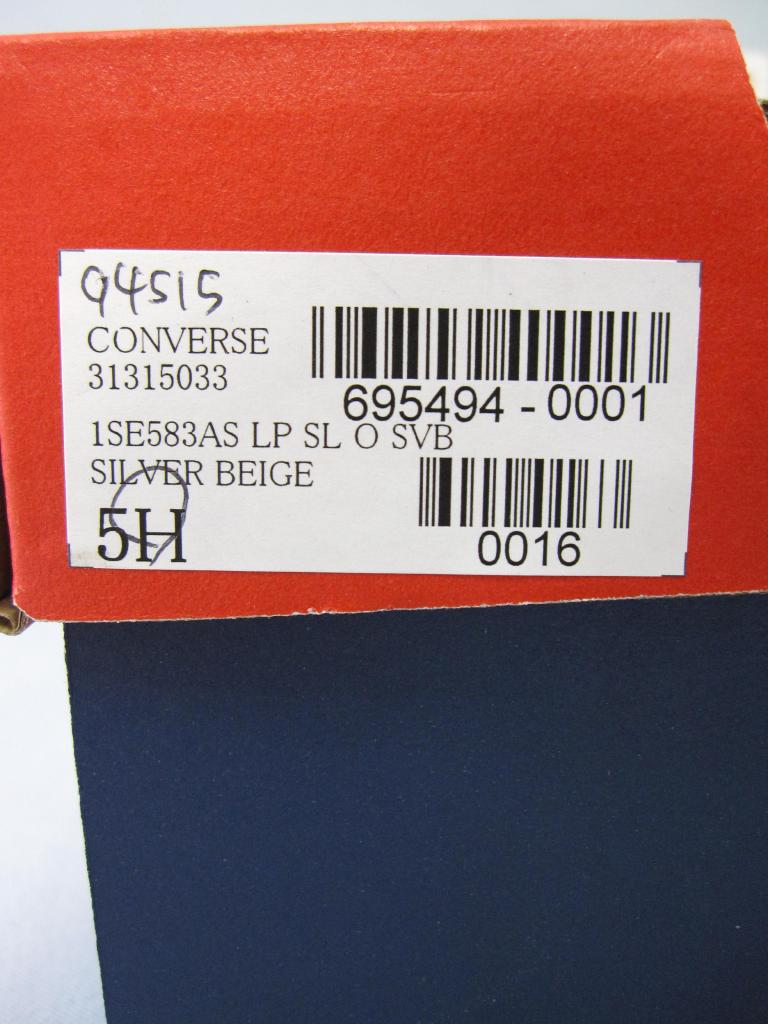 94515
CONVERSE
31315033
695494 - 0001
1SE583AS LP SL O SVB
SILVER BEIGE
5H
0016